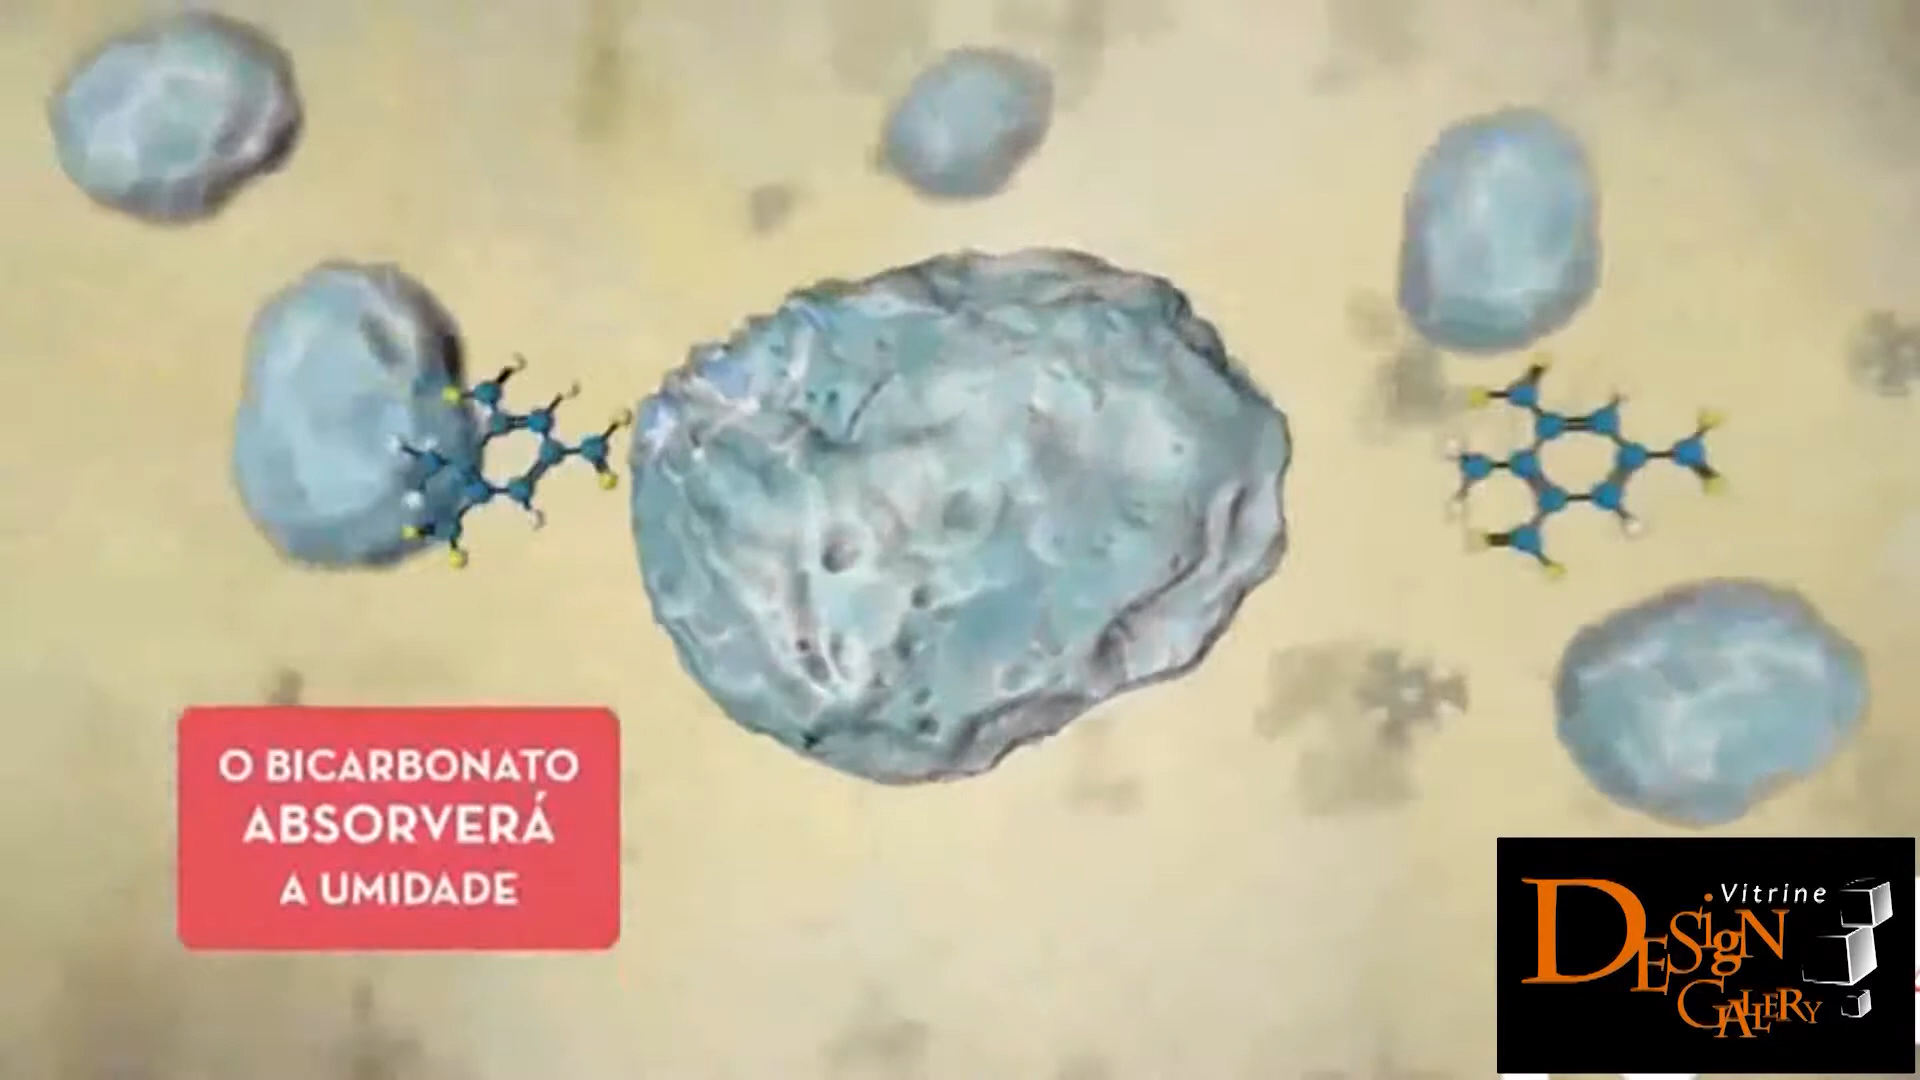 O BICARBONATO
ABSORVERÁ
A UMIDADE
Vitrine
DESigN
GALLERY